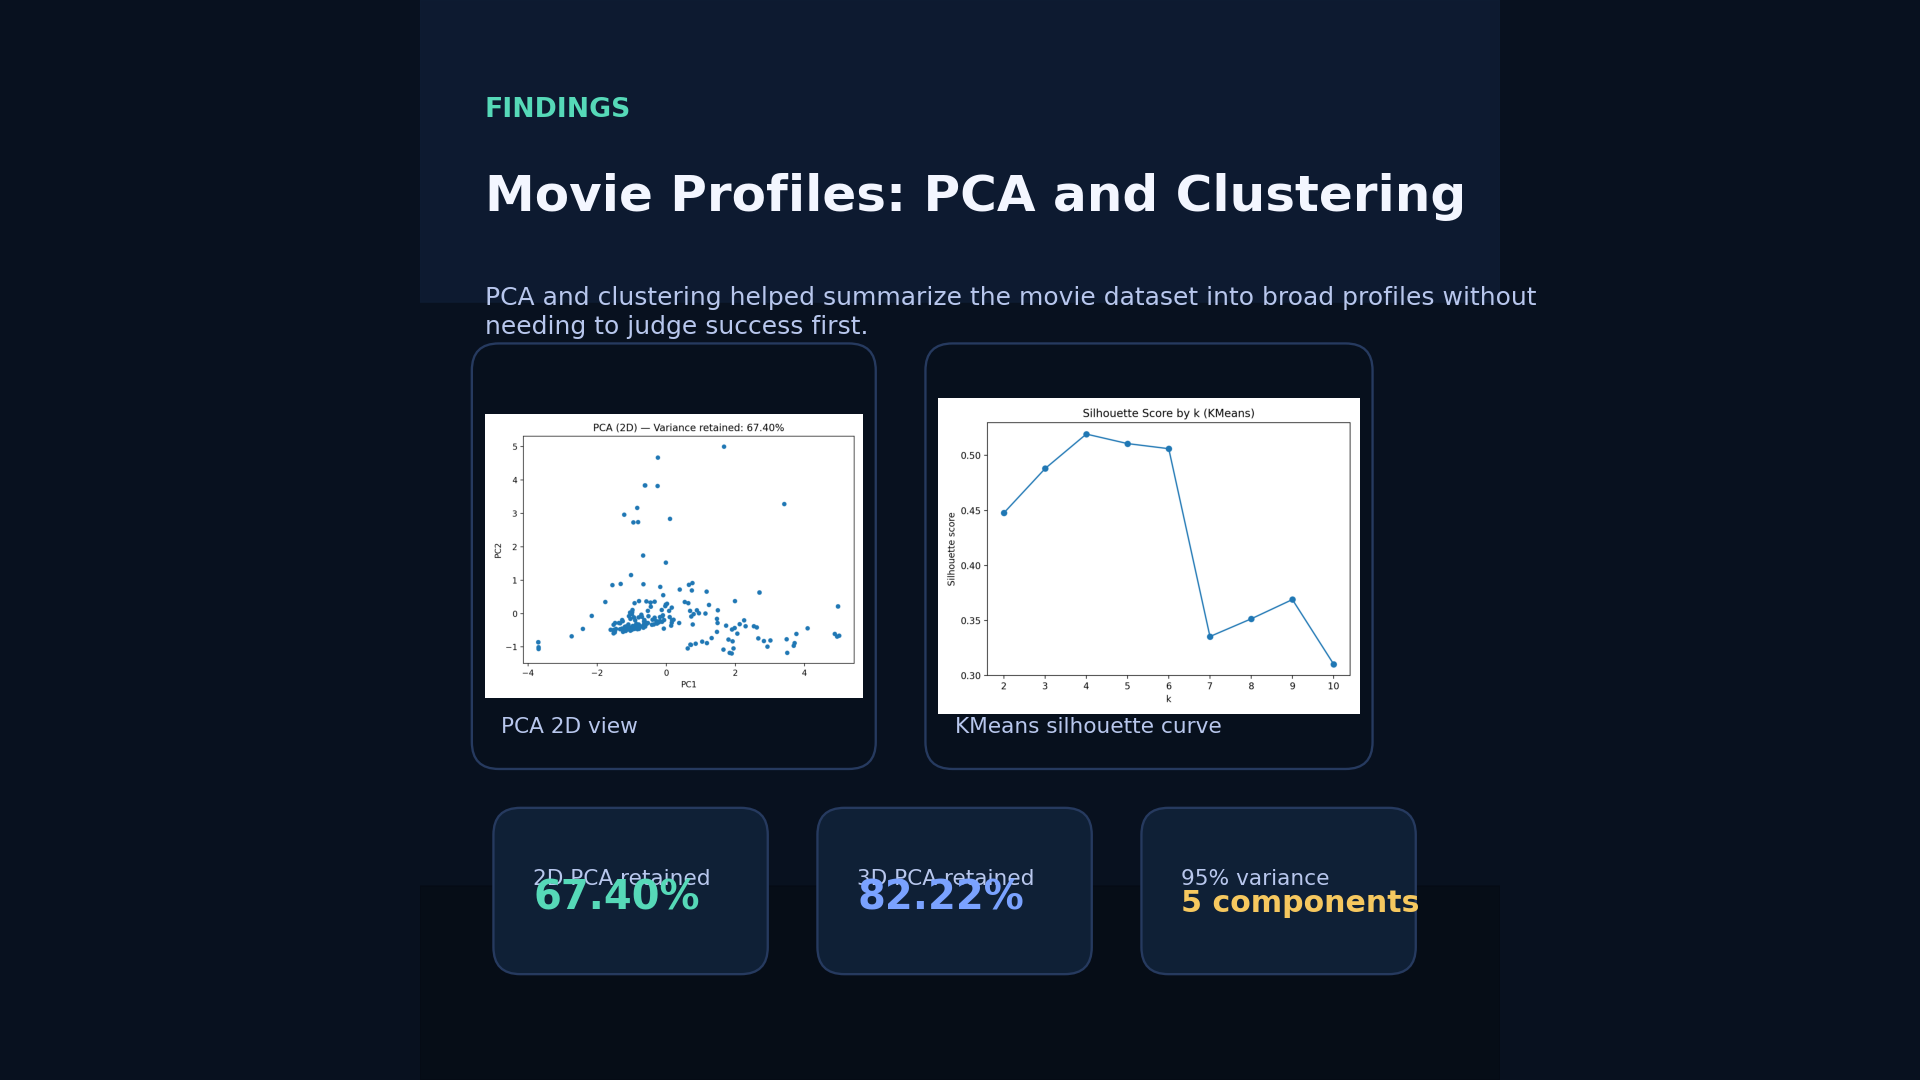 FINDINGS
Movie Profiles: PCA and Clustering
PCA and clustering helped summarize the movie dataset into broad profiles without
needing to judge success first.
PCA (2D) — Variance retained: 67.40%
5
4
3
2
1
0
−1
PC2
−4 −2 0 2 4
PC1
PCA 2D view
Silhouette Score by k (KMeans)
0.50
0.45
0.40
0.35
0.30
Silhouette score
2 3 4 5 6 7 8 9 10
k
KMeans silhouette curve
2D PCA retained
67.40%
3D PCA retained
82.22%
95% variance
5 components